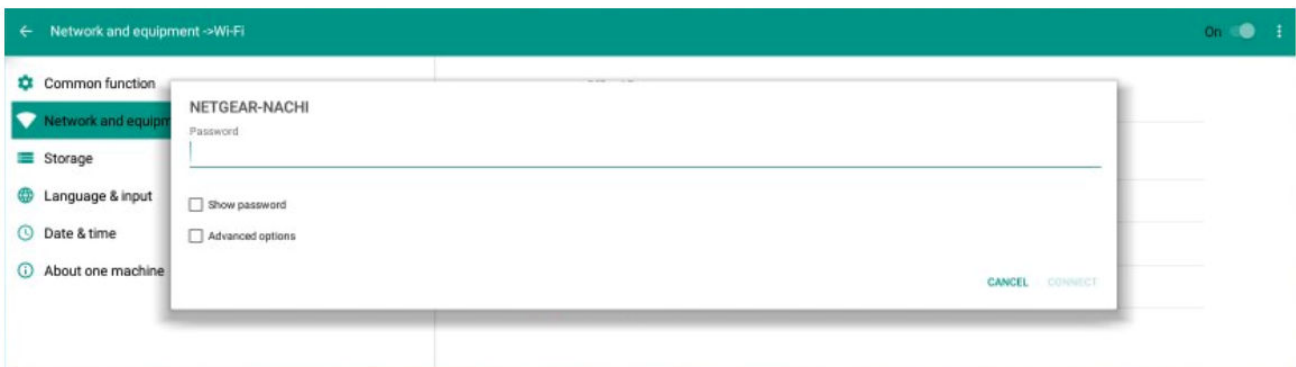 Network and equipment ->Wi-Fi
On
Common function
Network and equipm
Storage
Language & input
Date & time
About one machine
NETGEAR-NACHI
Password
Show password
Advanced options
CANCEL CONNECT